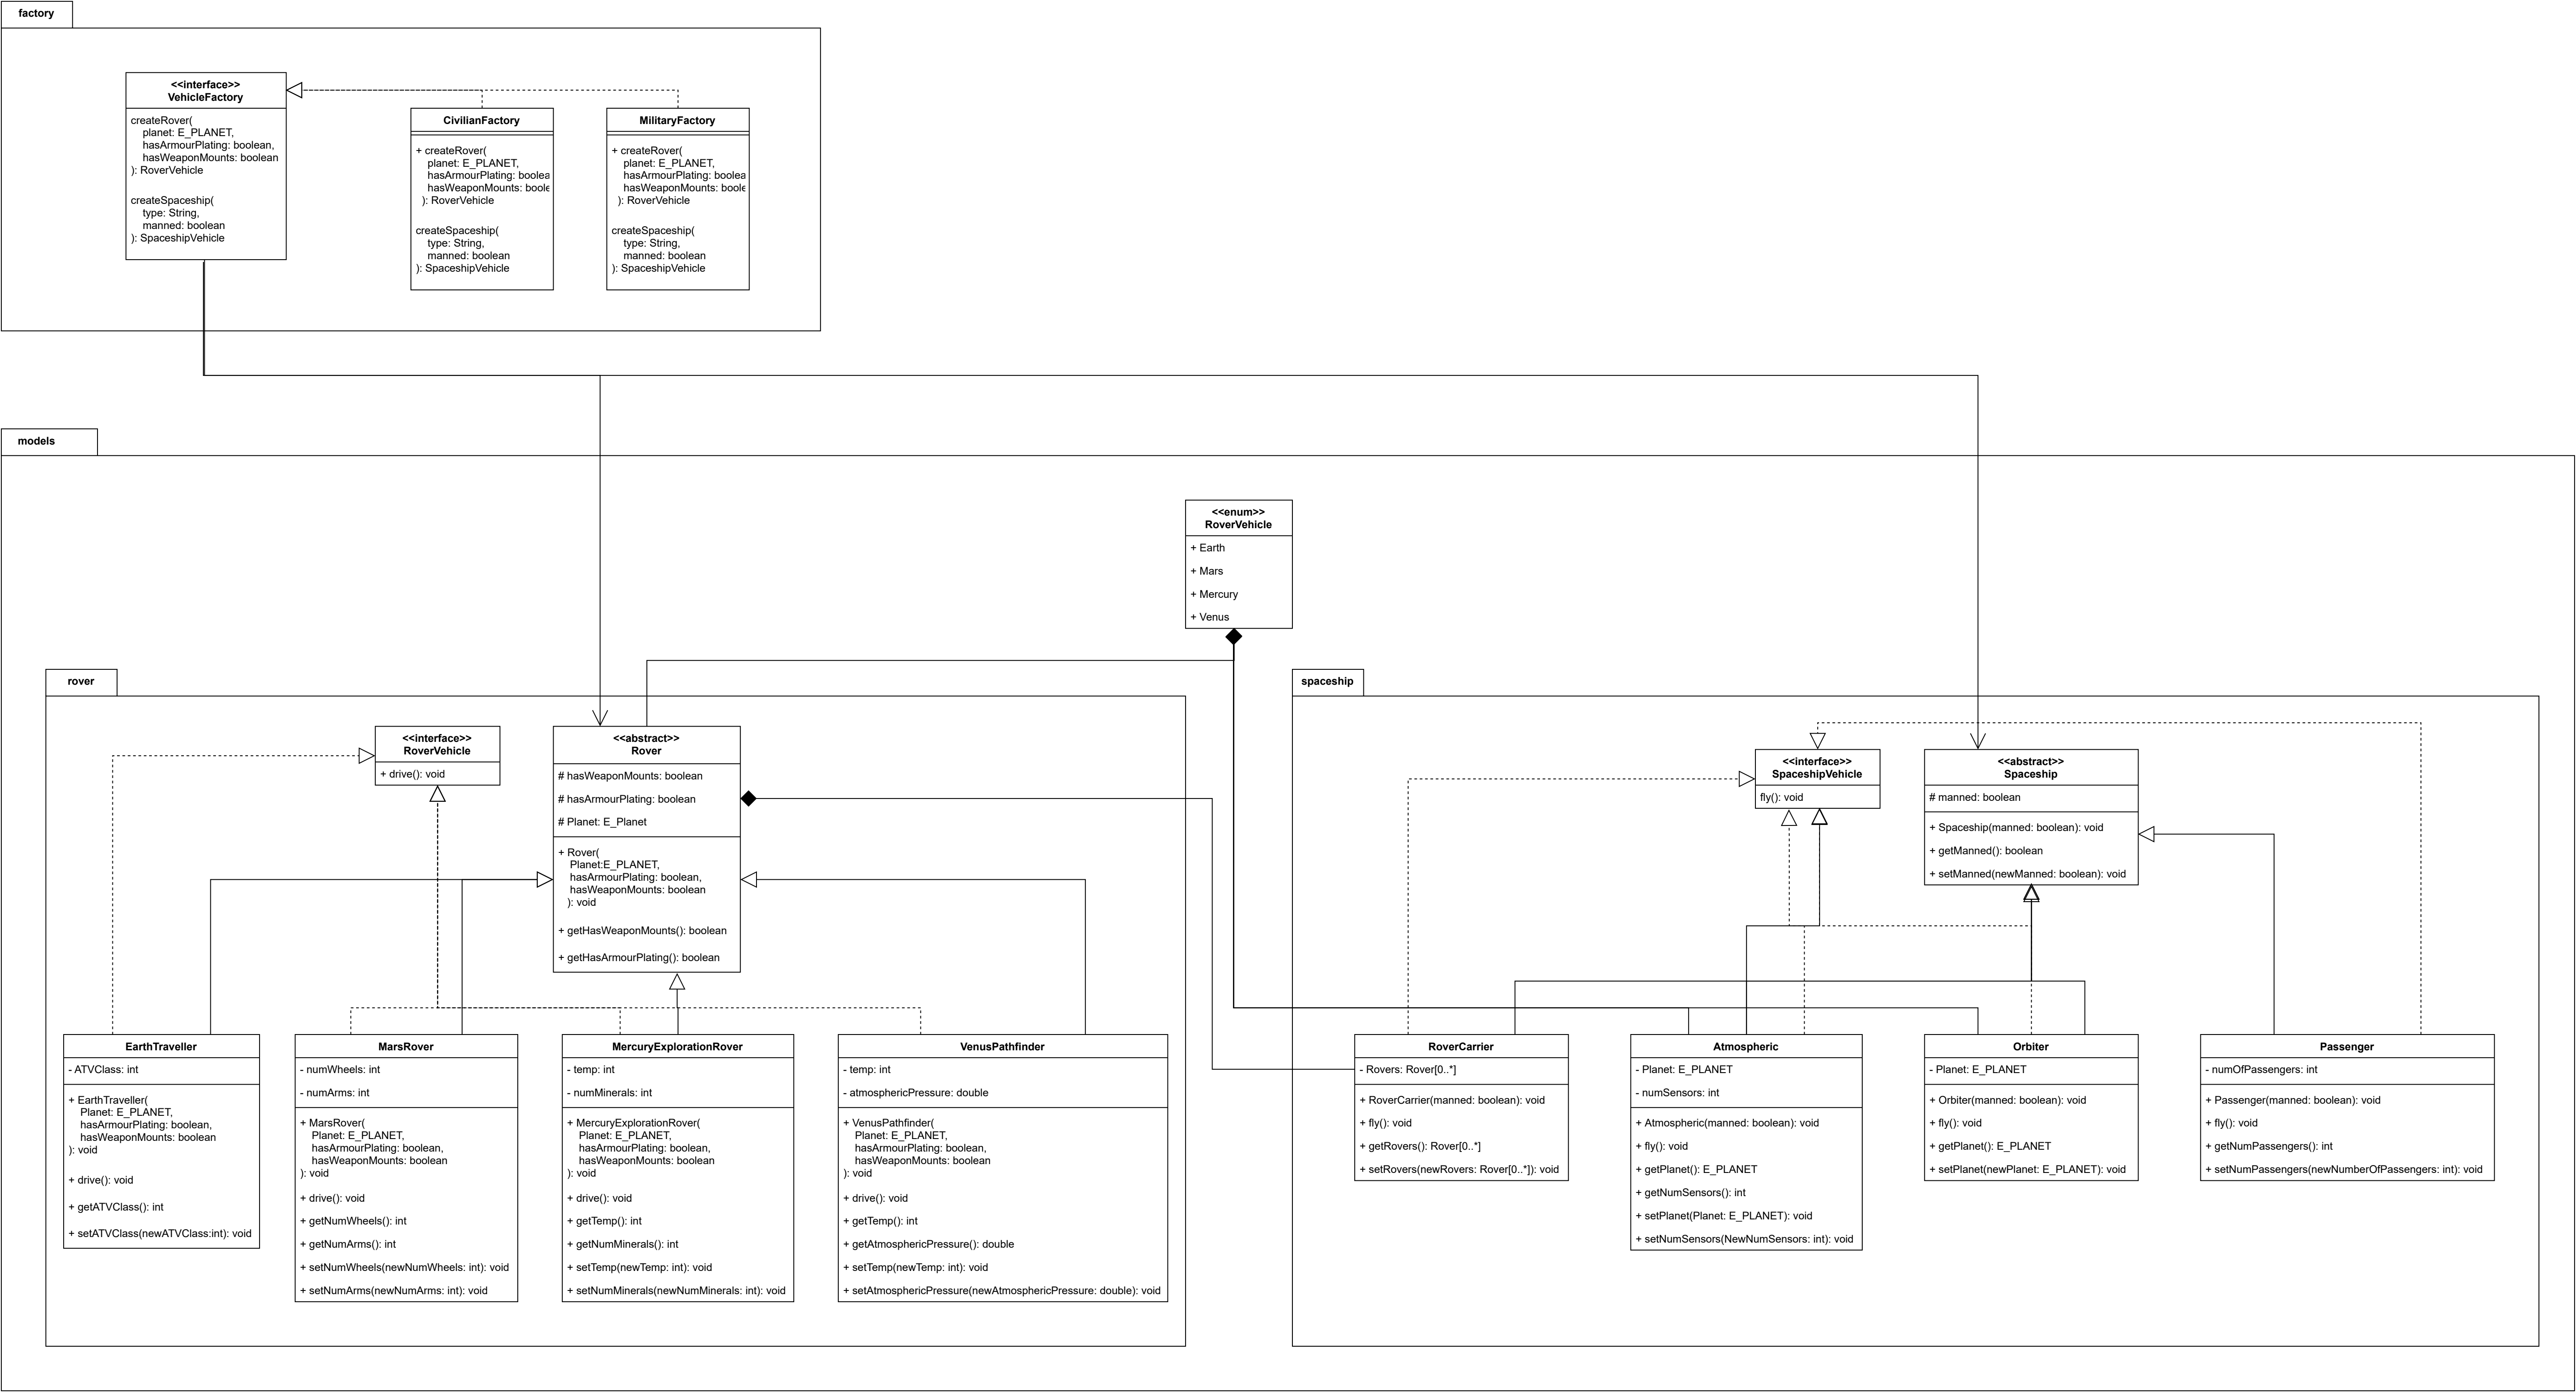 factory
<<interface>>
VehicleFactory
createRover(
planet: E_PLANET,
hasArmourPlating: boolean,
hasWeaponMounts: boolean
): RoverVehicle
createSpaceship(
type: String,
manned: boolean
): SpaceshipVehicle
CivilianFactory
+ createRover(
planet: E_PLANET,
hasArmourPlating: boolea
hasWeaponMounts: boole
): RoverVehicle
createSpaceship(
type: String,
manned: boolean
): SpaceshipVehicle
MilitaryFactory
+ createRover(
planet: E_PLANET,
hasArmourPlating: boolea
hasWeaponMounts: boole
): RoverVehicle
createSpaceship(
type: String,
manned: boolean
): SpaceshipVehicle
models
<<enum>>
RoverVehicle
+ Earth
+ Mars
+ Mercury
+ Venus
rover
<<interface>>
RoverVehicle
+ drive(): void
<<abstract>>
Rover
# hasWeaponMounts: boolean
# hasArmourPlating: boolean
# Planet: E_Planet
+ Rover(
Planet:E_PLANET,
hasArmourPlating: boolean,
hasWeaponMounts: boolean
): void
+ getHasWeaponMounts(): boolean
+ getHasArmourPlating(): boolean
EarthTraveller
- ATVClass: int
+ EarthTraveller(
Planet: E_PLANET,
hasArmourPlating: boolean,
hasWeaponMounts: boolean
): void
+ drive(): void
+ getATVClass(): int
+ setATVClass(newATVClass:int): void
MarsRover
- numWheels: int
- numArms: int
+ MarsRover(
Planet: E_PLANET,
hasArmourPlating: boolean,
hasWeaponMounts: boolean
): void
+ drive(): void
+ getNumWheels(): int
+ getNumArms(): int
+ setNumWheels(newNumWheels: int): void
+ setNumArms(newNumArms: int): void
MercuryExplorationRover
- temp: int
- numMinerals: int
+ MercuryExplorationRover(
Planet: E_PLANET,
hasArmourPlating: boolean,
hasWeaponMounts: boolean
): void
+ drive(): void
+ getTemp(): int
+ getNumMinerals(): int
+ setTemp(newTemp: int): void
+ setNumMinerals(newNumMinerals: int): void
VenusPathfinder
- temp: int
- atmosphericPressure: double
+ VenusPathfinder(
Planet: E_PLANET,
hasArmourPlating: boolean,
hasWeaponMounts: boolean
): void
+ drive(): void
+ getTemp(): int
+ getAtmosphericPressure(): double
+ setTemp(newTemp: int): void
+ setAtmosphericPressure(newAtmosphericPressure: double): void
spaceship
<<interface>>
SpaceshipVehicle
fly(): void
<<abstract>>
Spaceship
# manned: boolean
+ Spaceship(manned: boolean): void
+ getManned(): boolean
+ setManned(newManned: boolean): void
RoverCarrier
- Rovers: Rover[0..*]
+ RoverCarrier(manned: boolean): void
+ fly(): void
+ getRovers(): Rover[0..*]
+ setRovers(newRovers: Rover[0..*]): void
Atmospheric
- Planet: E_PLANET
- numSensors: int
+ Atmospheric(manned: boolean): void
+ fly(): void
+ getPlanet(): E_PLANET
+ getNumSensors(): int
+ setPlanet(Planet: E_PLANET): void
+ setNumSensors(NewNumSensors: int): void
Orbiter
- Planet: E_PLANET
+ Orbiter(manned: boolean): void
+ fly(): void
+ getPlanet(): E_PLANET
+ setPlanet(newPlanet: E_PLANET): void
Passenger
- numOfPassengers: int
+ Passenger(manned: boolean): void
+ fly(): void
+ getNumPassengers(): int
+ setNumPassengers(newNumberOfPassengers: int): void